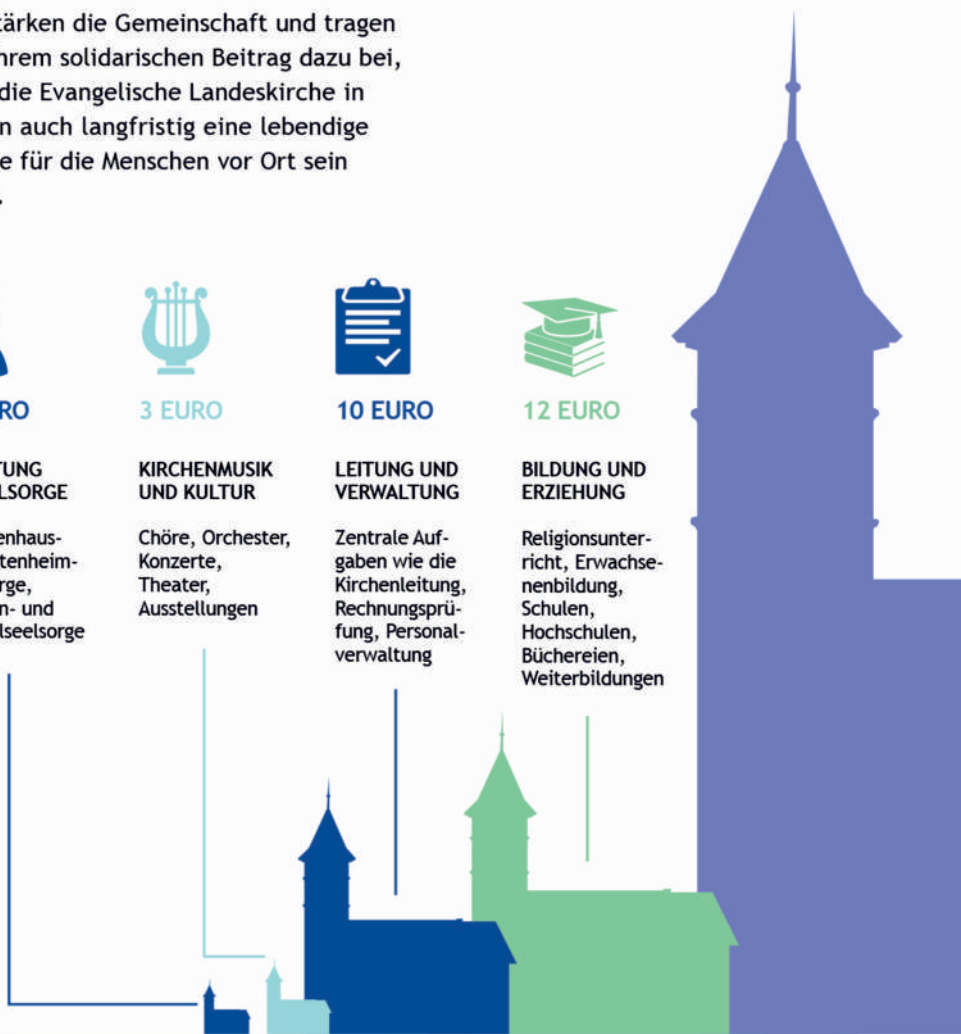 tärken die Gemeinschaft und tragen
hrem solidarischen Beitrag dazu bei,
die Evangelische Landeskirche in
n auch langfristig eine lebendige
e für die Menschen vor Ort sein
.
RO
TUNG
LSORGE
enhaus-
tenheim-
rge,
n- und
lseelsorge
3 EURO
KIRCHENMUSIK
UND KULTUR
Chöre, Orchester,
Konzerte,
Theater,
Ausstellungen
10 EURO
LEITUNG UND
VERWALTUNG
Zentrale Auf-
gaben wie die
Kirchenleitung,
Rechnungsprü-
fung, Personal-
verwaltung
12 EURO
BILDUNG UND
ERZIEHUNG
Religionsunter-
richt, Erwachse-
nenbildung,
Schulen,
Hochschulen,
Büchereien,
Weiterbildungen